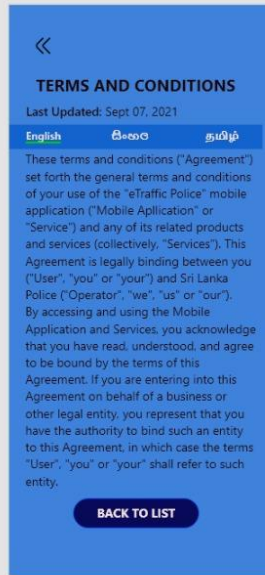 TERMS AND CONDITIONS
Last Updated: Sept 07, 2021
English සිංහල தமிழ்
These terms and conditions ("Agreement")
set forth the general terms and conditions
of your use of the "eTraffic Police" mobile
application ("Mobile Apllication" or
"Service") and any of its related products
and services (collectively, "Services"). This
Agreement is legally binding between you
("User", "you" or "your") and Sri Lanka
Police ("Operator", "we", "us" or "our").
By accessing and using the Mobile
Application and Services, you acknowledge
that you have read, understood, and agree
to be bound by the terms of this
Agreement. If you are entering into this
Agreement on behalf of a business or
other legal entity, you represent that you
have the authority to bind such an entity
to this Agreement, in which case the terms
"User", "you" or "your" shall refer to such
entity.
BACK TO LIST